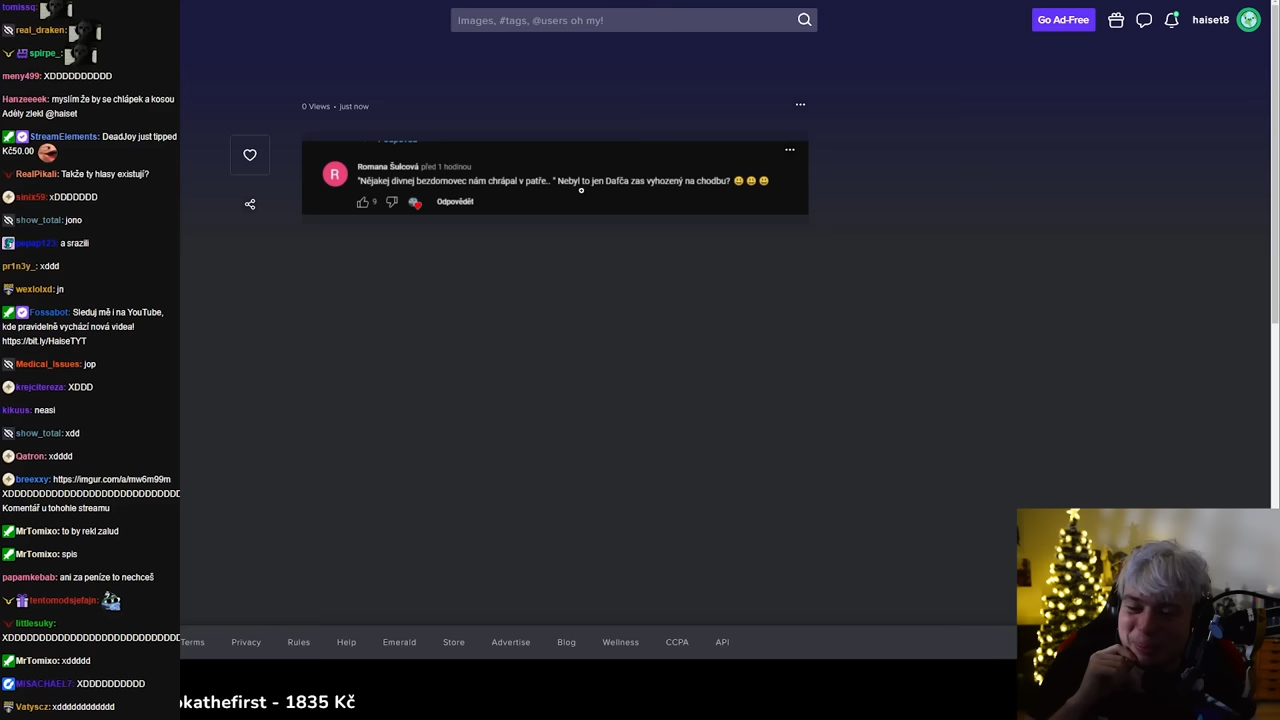 tomissq:
real_draken:
spirpe_:
meny499: XDDDDDDDDDD
Hanzeeeek: myslím že by se chlápek a kosou
Adély zlekl @haiset
StreamElements: DeadJoy just tipped
Kč50.00
RealPikali: Takže ty hlasy existují?
sinix59: xDDDDDDD
show_total: jono
pepap123: a srazili
pr1n3y_: xddd
wexlolxd: jn
Fossabot: Sleduj mě i na YouTube,
kde pravidelně vychází nová videa!
https://bit.ly/HaiseTYT
Medical_Issues: jop
krejcitereza: XDDD
kikuus: neasi
show_total: xdd
Qatron: xdddd
breexxy: https://imgur.com/a/mw6m99m
XDDDDDDDDDDDDDDDDDDDDDDDDDDDD
Komentář u tohohle streamu
MrTomixo: to by rekl zalud
MrTomixo: spis
papamkebab: ani za peníze to nechceš
tentomodsjefajn:
littlesuky:
XDDDDDDDDDDDDDDDDDDDDDDDDDDDD
MrTomixo: xddddd
MISACHAEL7: XDDDDDDDDDD
Vatyscz: xddddddddddd
Images, #tags, @users oh my!
Go Ad-Free
haiset8
0 Views • just now
R
Romana Šulcová před 1 hodinou
"Nějakej divnej bezdomovec nám chrápal v patře.. " Nebyl to jen Dafča zas vyhozený na chodbu?
9 Odpovědět
Terms Privacy Rules Help Emerald Store Advertise Blog Wellness CCPA API
okathefirst - 1835 Kč